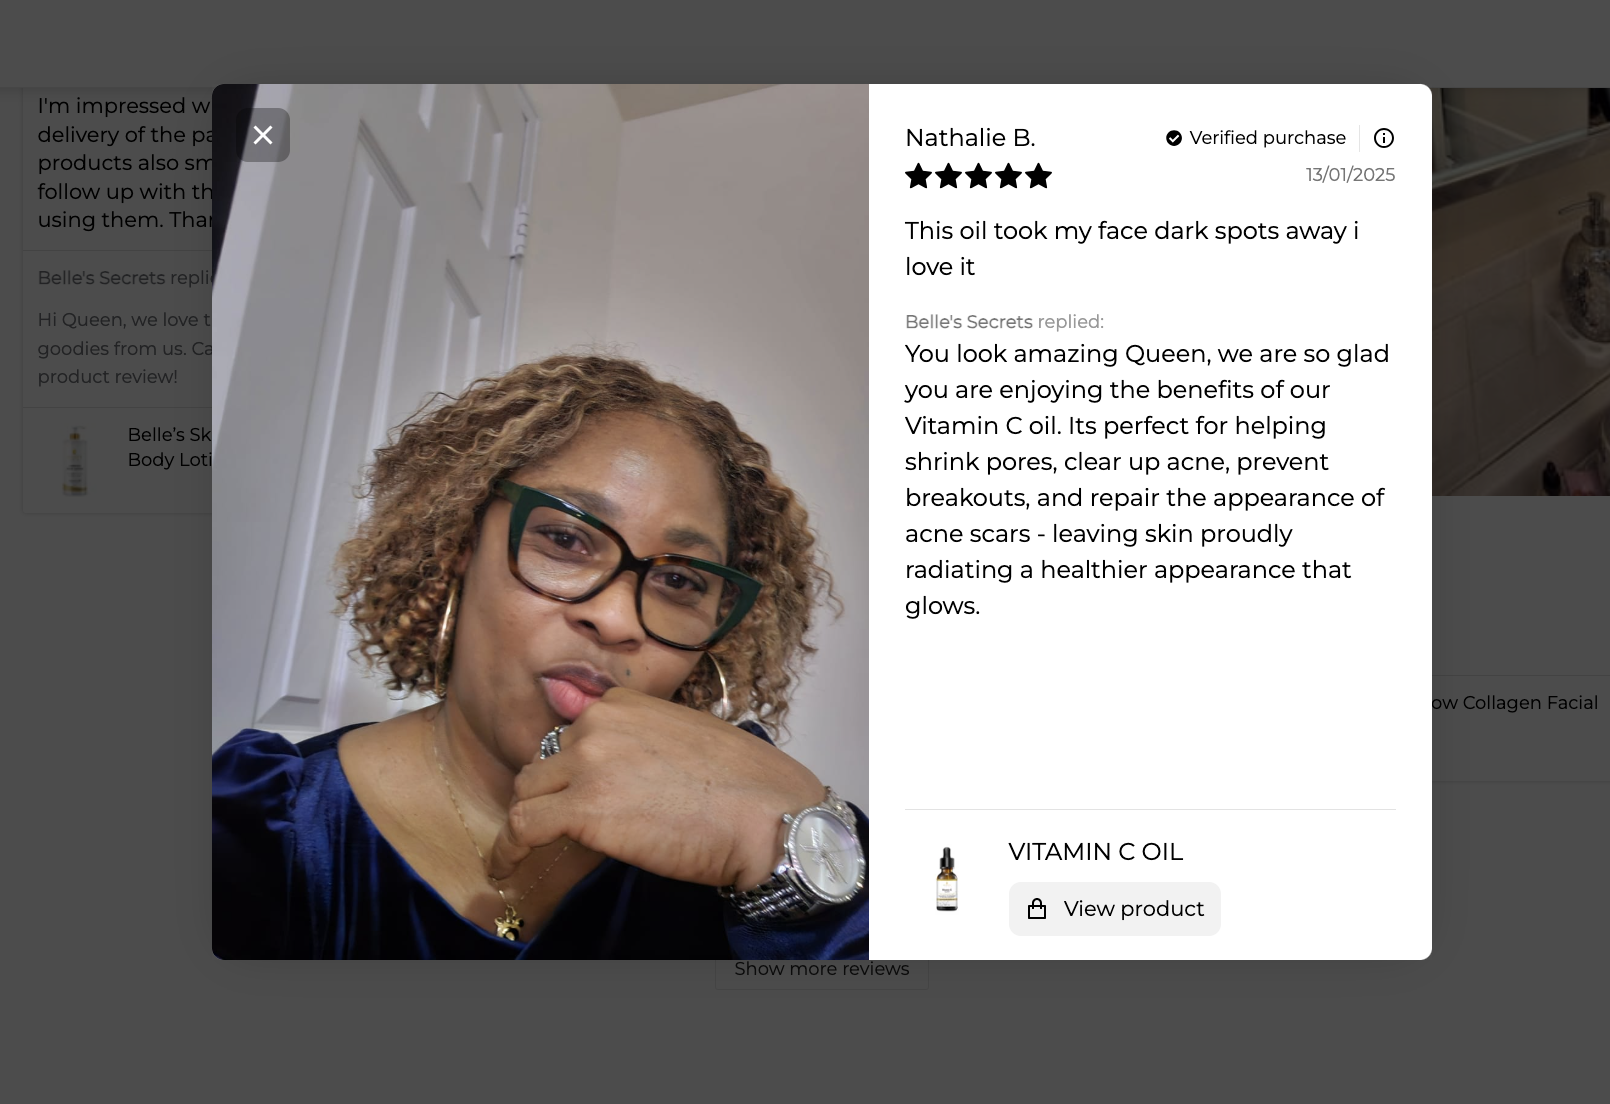 I'm impressed w
delivery of the pa
products also sm
follow up with th
using them. Than
Belle's Secrets replie
Hi Queen, we love t
goodies from us. Ca
product review!
Belle's Sk
Body Loti
Nathalie B.
Verified purchase
13/01/2025
This oil took my face dark spots away i
love it
Belle's Secrets replied:
You look amazing Queen, we are so glad
you are enjoying the benefits of our
Vitamin C oil. Its perfect for helping
shrink pores, clear up acne, prevent
breakouts, and repair the appearance of
acne scars - leaving skin proudly
radiating a healthier appearance that
glows.
VITAMIN C OIL
View product
ow Collagen Facial
Show more reviews